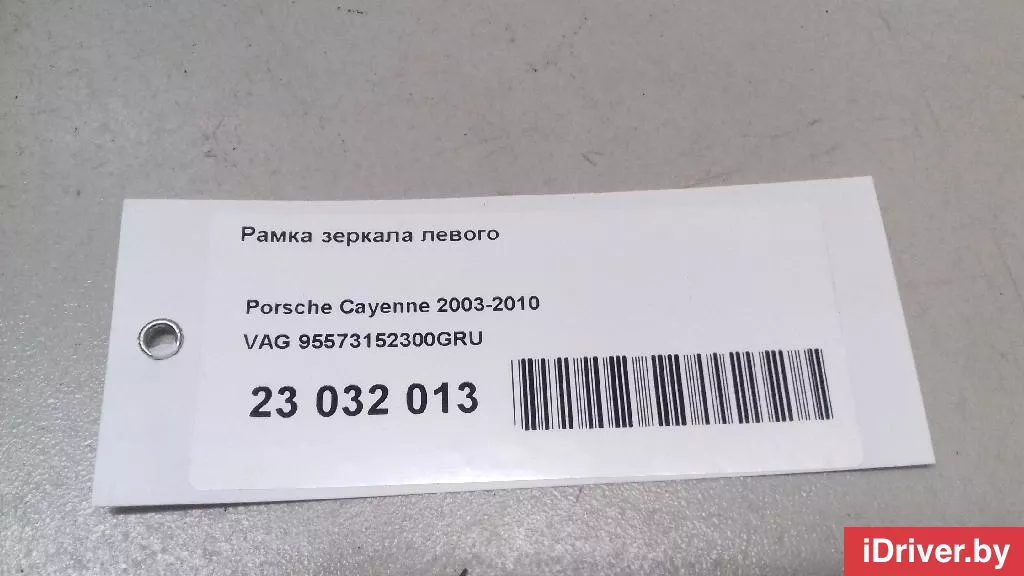 Рамка зеркала левого
Porsche Cayenne 2003-2010
VAG 95573152300GRU
23 032 013
iDriver.by